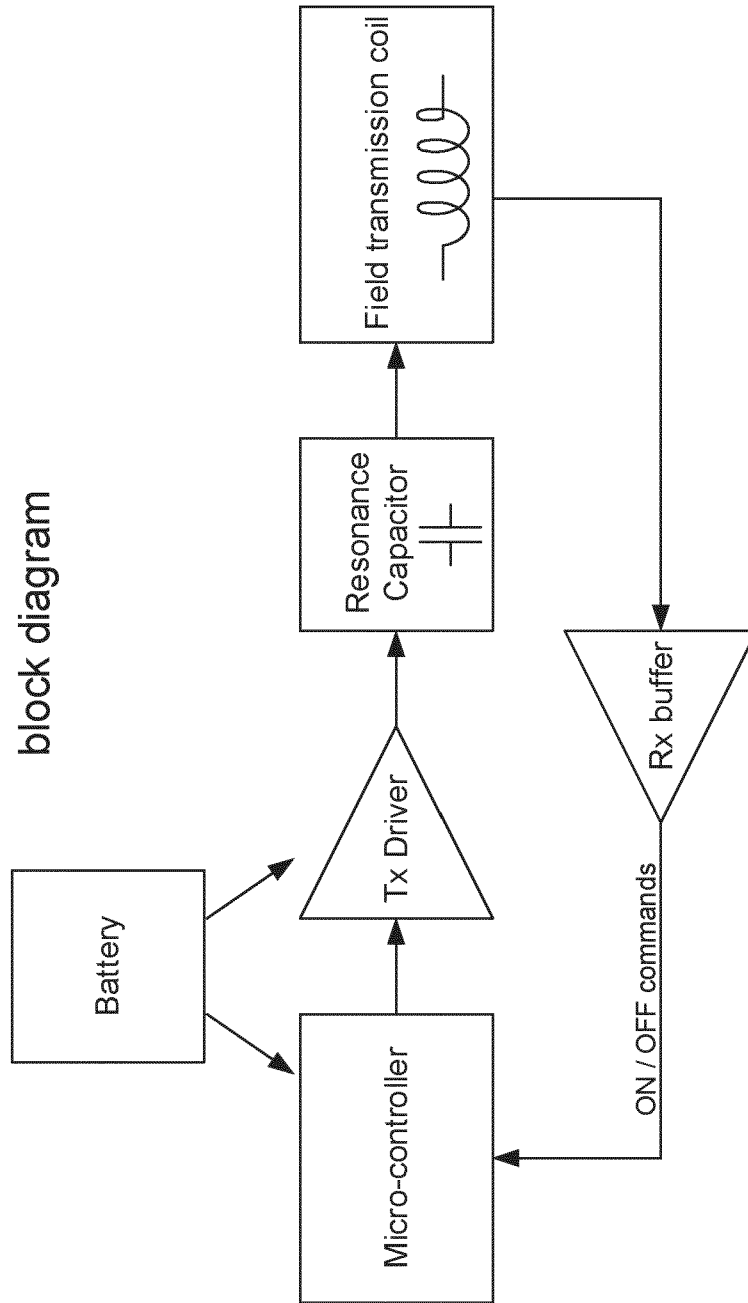 block diagram
Battery
Micro-controller
Tx Driver
Resonance
Capacitor
Field transmission coil
ON / OFF commands
Rx buffer